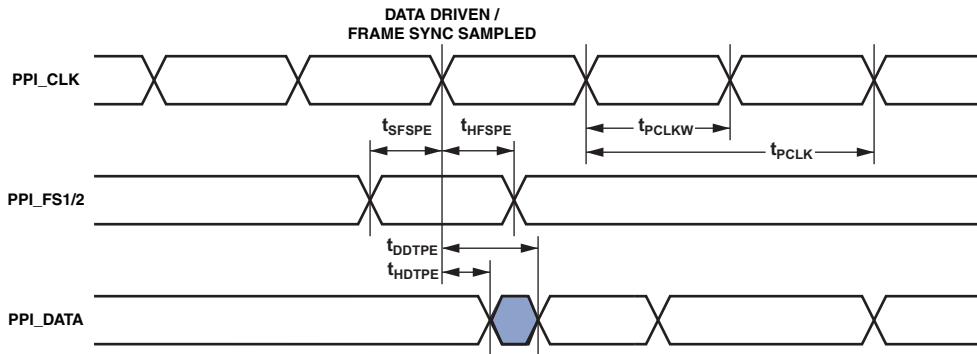 DATA DRIVEN /
FRAME SYNC SAMPLED
PPI_CLK
tSFSPE
tHFSPE
tPCLKW
tPCLK
PPI_FS1/2
tDDTPE
tHDTPE
PPI_DATA